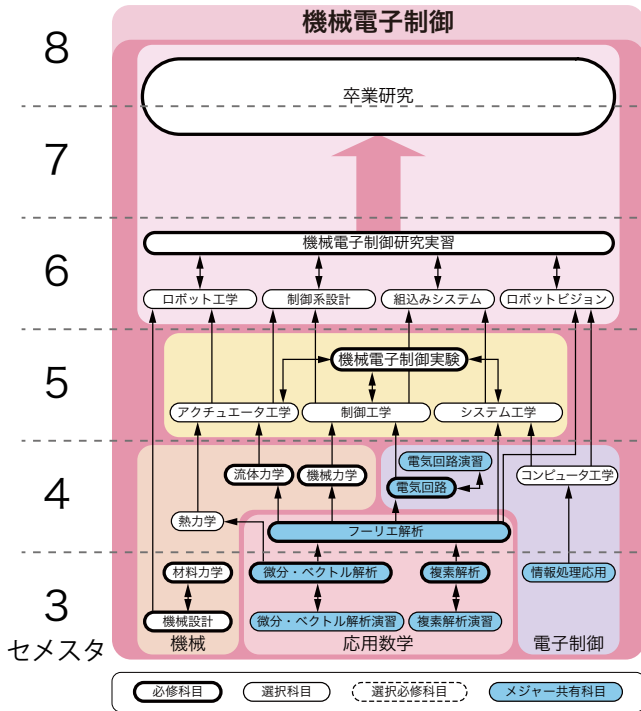 機械電子制御
8
卒業研究
7
機械電子制御研究実習
6
ロボット工学
制御系設計
組込みシステム
ロボットビジョン
機械電子制御実験
5
アクチュエータ工学
制御工学
システム工学
電気回路演習
流体力学
機械力学
コンピュータ工学
4
電気回路
熱力学
フーリエ解析
材料力学
微分・ベクトル解析
複素解析
情報処理応用
3
機械設計
微分・ベクトル解析演習
複素解析演習
セメスタ
機械
応用数学
電子制御
必修科目
選択科目
選択必修科目
メジャー共有科目